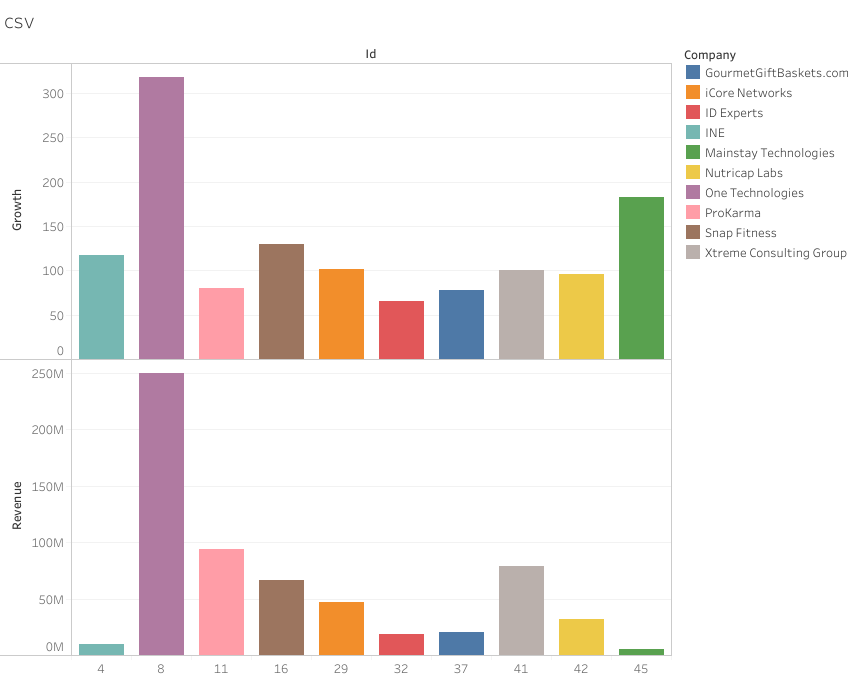 CSV
Id
Growth
300
250
200
150
100
50
0
Revenue
250M
200M
150M
100M
50M
0M
4 8 11 16 29 32 37 41 42 45
Company
GourmetGiftBaskets.com
iCore Networks
ID Experts
INE
Mainstay Technologies
Nutricap Labs
One Technologies
ProKarma
Snap Fitness
Xtreme Consulting Group